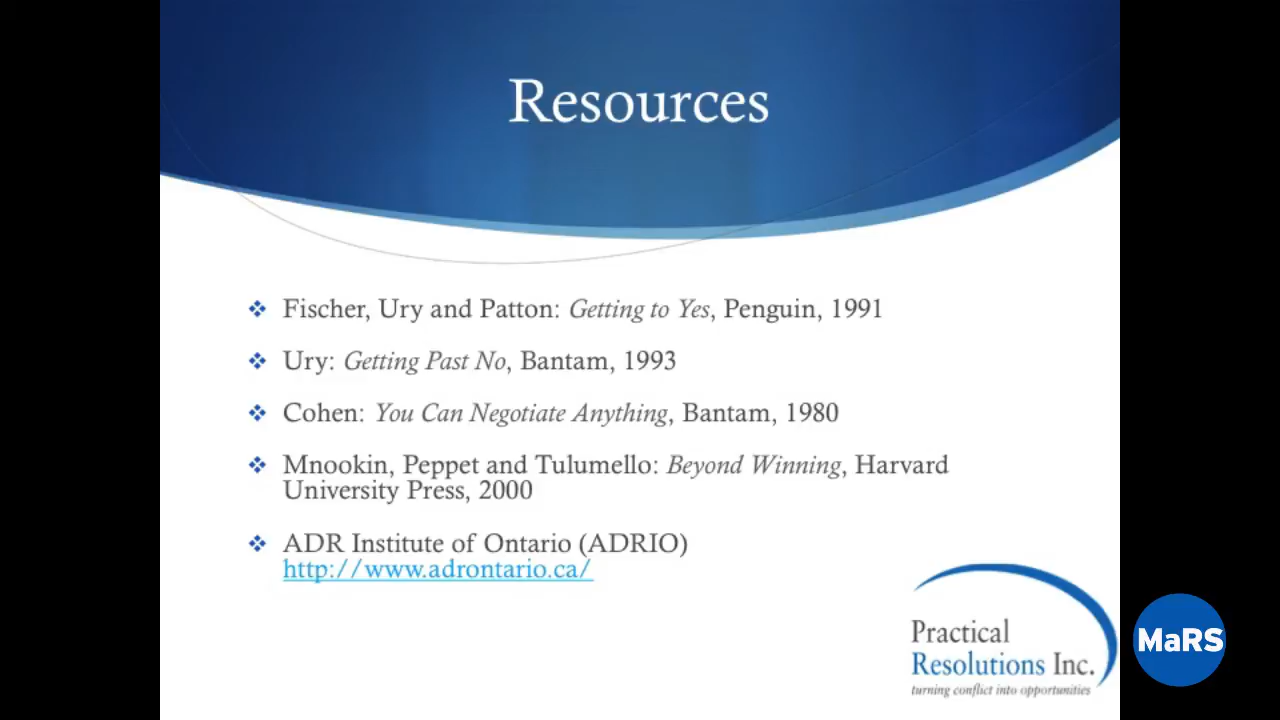 Resources
Fischer, Ury and Patton: Getting to Yes, Penguin, 1991
Ury: Getting Past No, Bantam, 1993
Cohen: You Can Negotiate Anything, Bantam, 1980
Mnookin, Peppet and Tulumello: Beyond Winning, Harvard
University Press, 2000
ADR Institute of Ontario (ADRIO)
http://www.adrontario.ca/
Practical
Resolutions Inc.
turning conflict into opportunities
MaRS